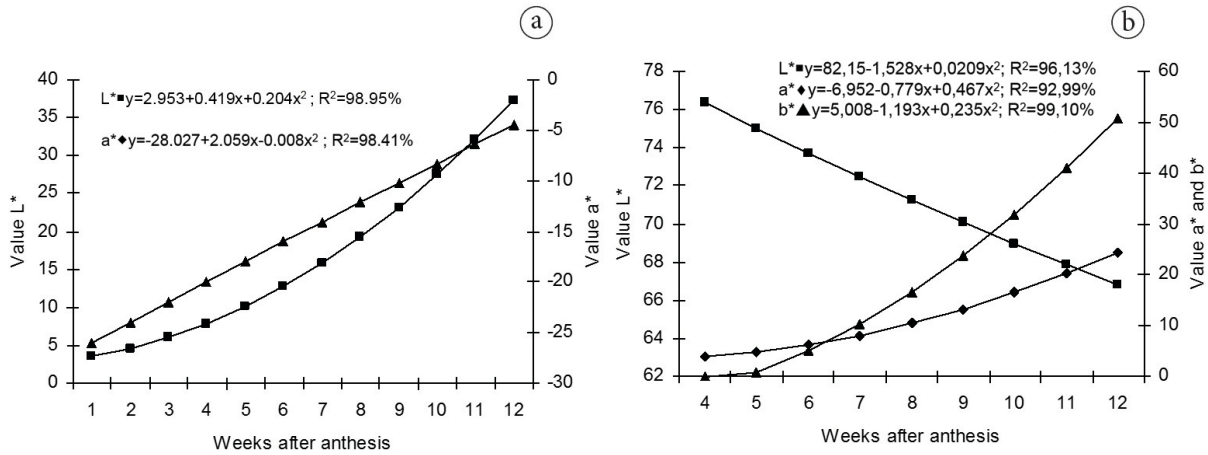 a
L*■y=2.953+0.419x+0.204x² ; R²=98.95%
a*◆y=-28.027+2.059x-0.008x² ; R²=98.41%
Value L*
40
35
30
25
20
15
10
5
0
-0
-5
-10
-15
-20
-25
-30
Value a*
1 2 3 4 5 6 7 8 9 10 11 12
Weeks after anthesis
b
L*■y=82,15-1,528x+0,0209x²; R²=96,13%
a*◆y=-6,952-0,779x+0,467x²; R²=92,99%
b*▲y=5,008-1,193x+0,235x²; R²=99,10%
Value L*
78
76
74
72
70
68
66
64
62
60
50
40
30
20
10
0
Value a* and b*
4 5 6 7 8 9 10 11 12
Weeks after anthesis